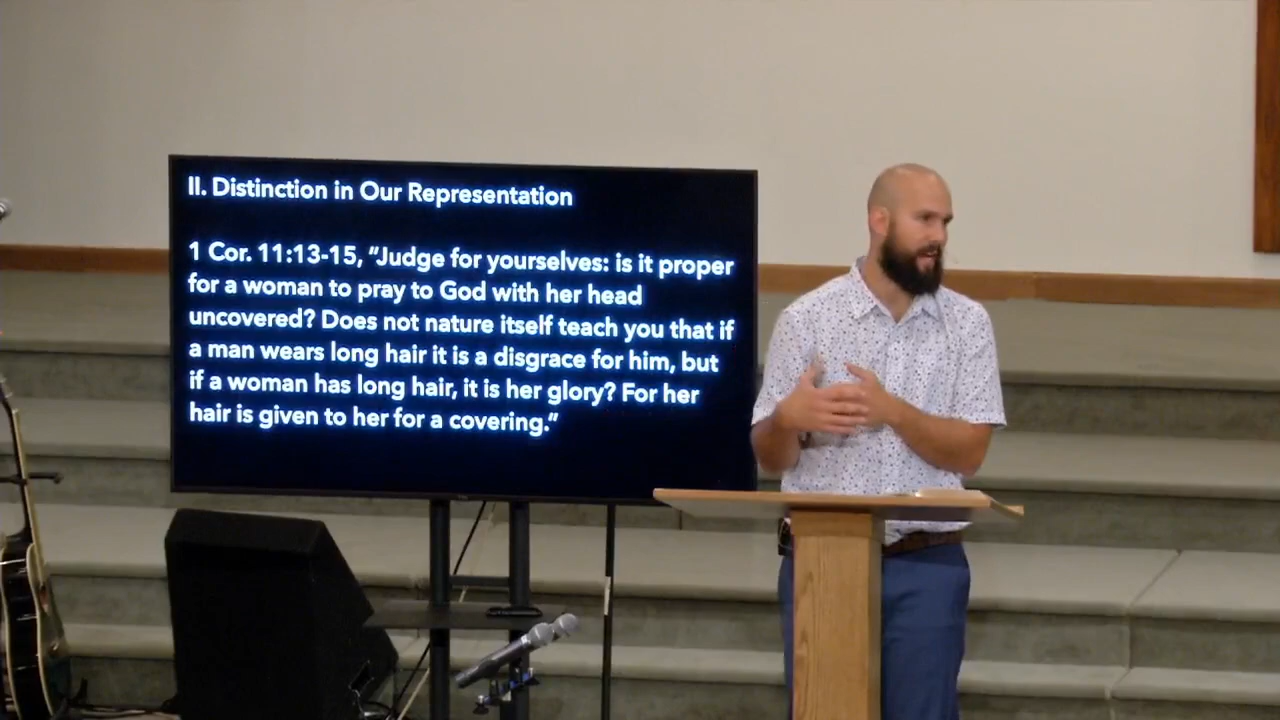 II. Distinction in Our Representation
1 Cor. 11:13-15, “Judge for yourselves: is it proper
for a woman to pray to God with her head
uncovered? Does not nature itself teach you that if
a man wears long hair it is a disgrace for him, but
if a woman has long hair, it is her glory? For her
hair is given to her for a covering.”